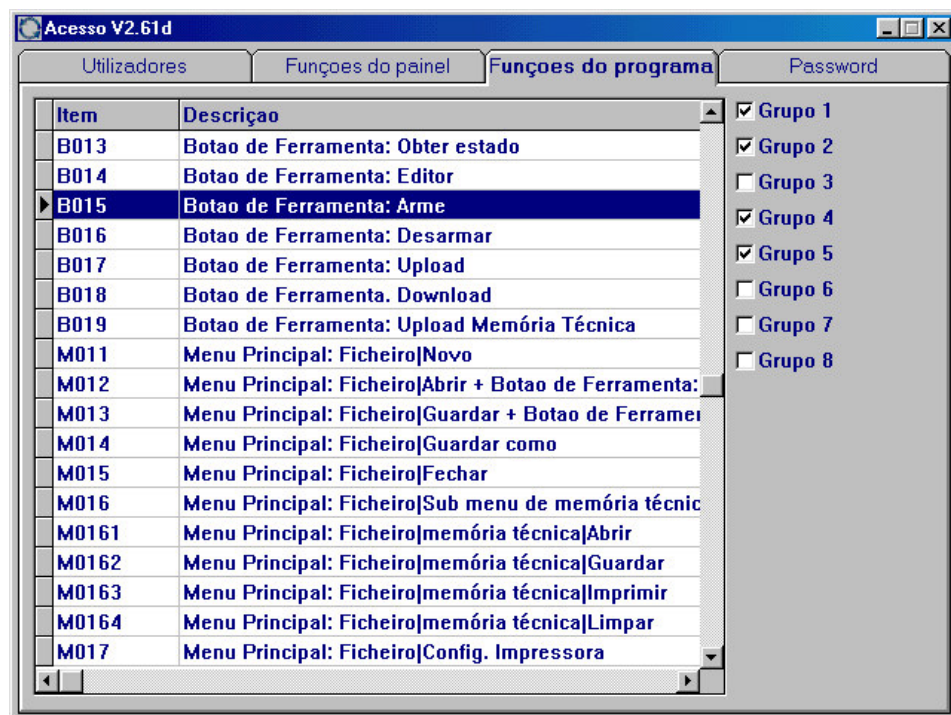 Acesso V2.61d
Utilizadores Funçoes do painel Funçoes do programa Password
Item Descriçao
B013 Botao de Ferramenta: Obter estado
B014 Botao de Ferramenta: Editor
B015 Botao de Ferramenta: Arme
B016 Botao de Ferramenta: Desarmar
B017 Botao de Ferramenta: Upload
B018 Botao de Ferramenta. Download
B019 Botao de Ferramenta: Upload Memória Técnica
M011 Menu Principal: Ficheiro|Novo
M012 Menu Principal: Ficheiro|Abrir + Botao de Ferramenta:
M013 Menu Principal: Ficheiro|Guardar + Botao de Ferramen
M014 Menu Principal: Ficheiro|Guardar como
M015 Menu Principal: Ficheiro|Fechar
M016 Menu Principal: Ficheiro|Sub menu de memória técnic
M0161 Menu Principal: Ficheiro|memória técnica|Abrir
M0162 Menu Principal: Ficheiro|memória técnica|Guardar
M0163 Menu Principal: Ficheiro|memória técnica|Imprimir
M0164 Menu Principal: Ficheiro|memória técnica|Limpar
M017 Menu Principal: Ficheiro|Config. Impressora
Grupo 1
Grupo 2
Grupo 3
Grupo 4
Grupo 5
Grupo 6
Grupo 7
Grupo 8